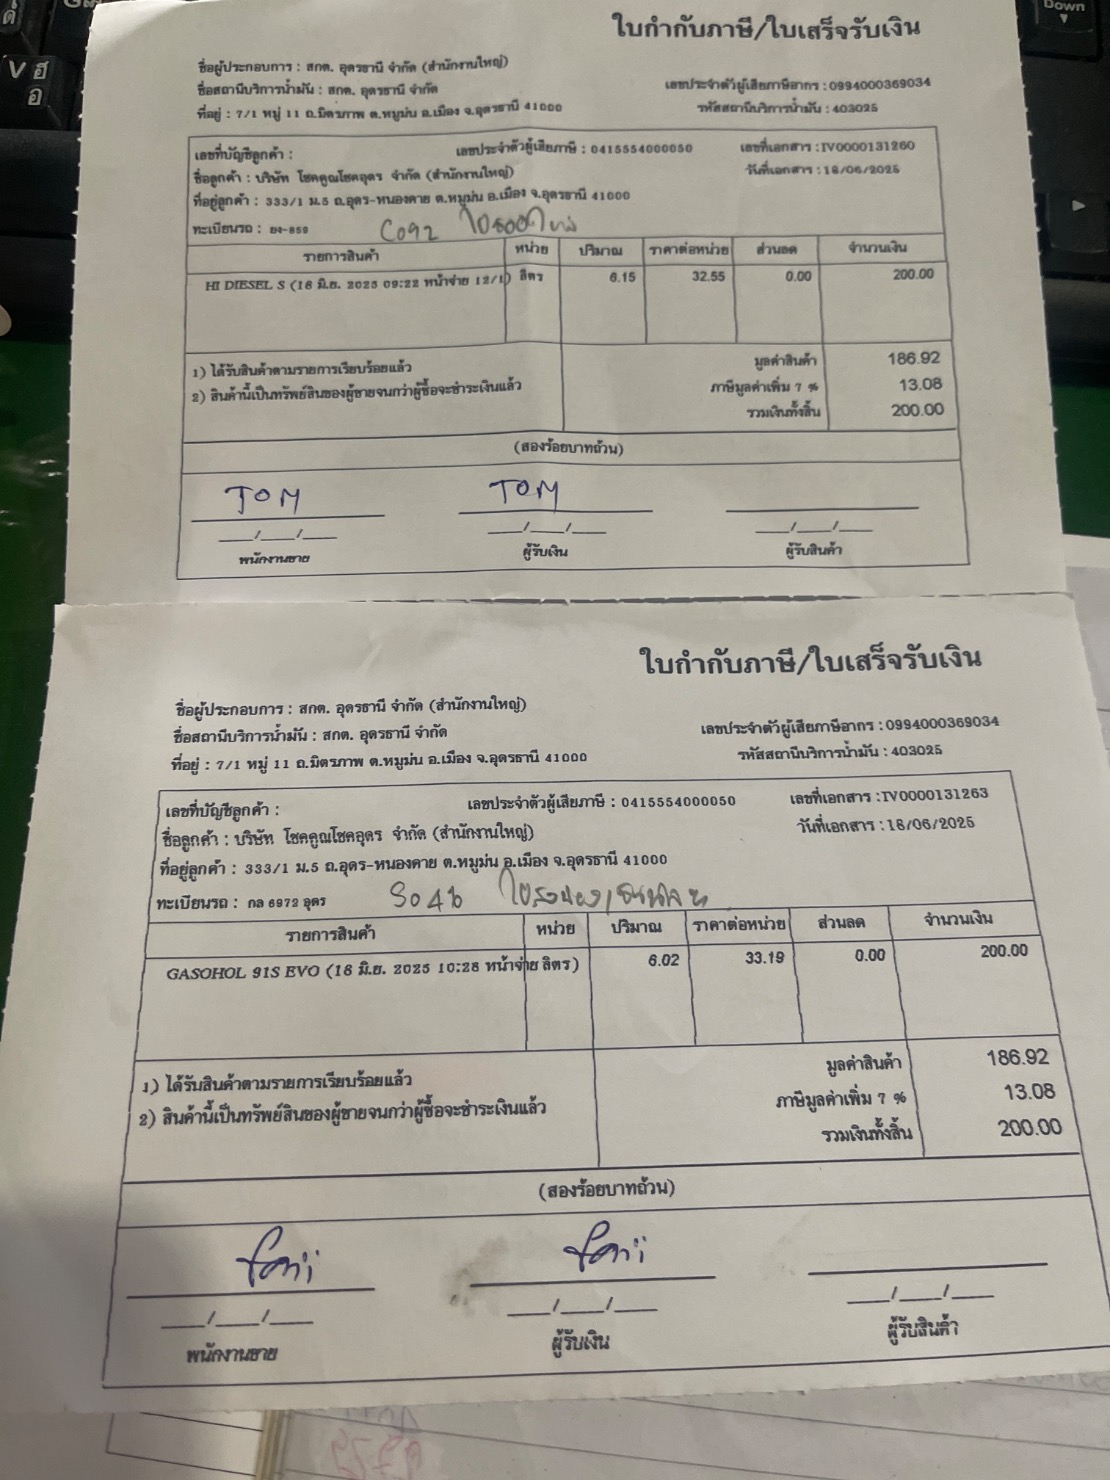 ใบกำกับภาษี/ใบเสร็จรับเงิน
ชื่อผู้ประกอบการ : สกต. อุดรธานี จำกัด (สำนักงานใหญ่)
ชื่อสถานีบริการน้ำมัน : สกต. อุดรธานี จำกัด เลขประจำตัวผู้เสียภาษีอากร : 0994000369034
ที่อยู่ : 7/1 หมู่ 11 ถ.มิตรภาพ ต.หมูม่น อ.เมือง จ.อุดรธานี 41000 รหัสสถานีบริการน้ำมัน : 403025
เลขที่บัญชีลูกค้า : เลขประจำตัวผู้เสียภาษี : 0415554000050 เลขที่เอกสาร : IV0000131260
ชื่อลูกค้า : บริษัท โชคคูณโชคอุดร จำกัด (สำนักงานใหญ่) วันที่เอกสาร : 18/06/2025
ที่อยู่ลูกค้า : 333/1 ม.5 ถ.อุดร-หนองคาย ต.หมูม่น อ.เมือง จ.อุดรธานี 41000
ทะเบียนรถ : ยง-859 C092
รายการสินค้า หน่วย ปริมาณ ราคาต่อหน่วย ส่วนลด จำนวนเงิน
HI DIESEL S (18 มิ.ย. 2025 09:22 หน้าจ่าย 12/1) ลิตร 6.15 32.55 0.00 200.00
1) ได้รับสินค้าตามรายการเรียบร้อยแล้ว มูลค่าสินค้า 186.92
2) สินค้านี้เป็นทรัพย์สินของผู้ขายจนกว่าผู้ซื้อจะชำระเงินแล้ว ภาษีมูลค่าเพิ่ม 7 % 13.08
รวมเงินทั้งสิ้น 200.00
(สองร้อยบาทถ้วน)
TOM TOM
__/__/__ __/__/__ __/__/__
พนักงานขาย ผู้รับเงิน ผู้รับสินค้า
ใบกำกับภาษี/ใบเสร็จรับเงิน
ชื่อผู้ประกอบการ : สกต. อุดรธานี จำกัด (สำนักงานใหญ่)
ชื่อสถานีบริการน้ำมัน : สกต. อุดรธานี จำกัด เลขประจำตัวผู้เสียภาษีอากร : 0994000369034
ที่อยู่ : 7/1 หมู่ 11 ถ.มิตรภาพ ต.หมูม่น อ.เมือง จ.อุดรธานี 41000 รหัสสถานีบริการน้ำมัน : 403025
เลขที่บัญชีลูกค้า : เลขประจำตัวผู้เสียภาษี : 0415554000050 เลขที่เอกสาร : IV0000131263
ชื่อลูกค้า : บริษัท โชคคูณโชคอุดร จำกัด (สำนักงานใหญ่) วันที่เอกสาร : 18/06/2025
ที่อยู่ลูกค้า : 333/1 ม.5 ถ.อุดร-หนองคาย ต.หมูม่น อ.เมือง จ.อุดรธานี 41000
ทะเบียนรถ : กล 6972 อุดร
รายการสินค้า หน่วย ปริมาณ ราคาต่อหน่วย ส่วนลด จำนวนเงิน
GASOHOL 91S EVO (18 มิ.ย. 2025 10:28 หน้าจ่าย ลิตร) 6.02 33.19 0.00 200.00
1) ได้รับสินค้าตามรายการเรียบร้อยแล้ว มูลค่าสินค้า 186.92
2) สินค้านี้เป็นทรัพย์สินของผู้ขายจนกว่าผู้ซื้อจะชำระเงินแล้ว ภาษีมูลค่าเพิ่ม 7 % 13.08
รวมเงินทั้งสิ้น 200.00
(สองร้อยบาทถ้วน)
__/__/__ __/__/__ __/__/__
พนักงานขาย ผู้รับเงิน ผู้รับสินค้า